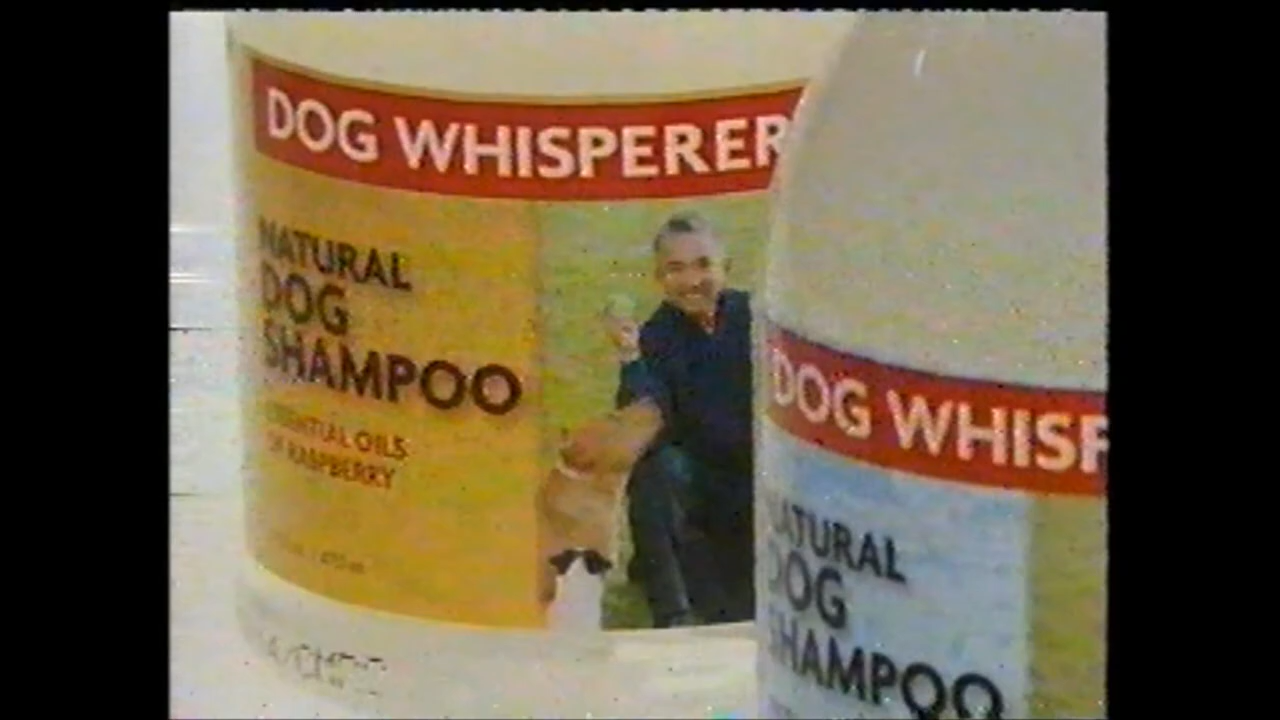 DOG WHISPERER
NATURAL
DOG
SHAMPOO
ESSENTIAL OILS
OF RASPBERRY
DOG WHISP
NATURAL
DOG
SHAMPOO